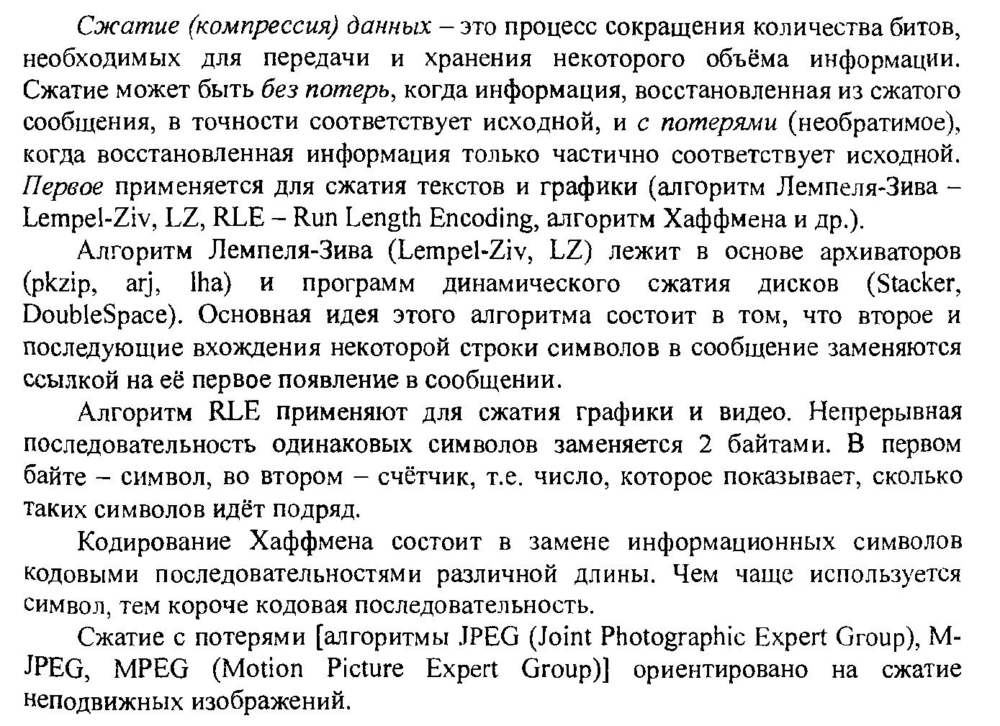 Сжатие (компрессия) данных – это процесс сокращения количества битов,
необходимых для передачи и хранения некоторого объёма информации.
Сжатие может быть без потерь, когда информация, восстановленная из сжатого
сообщения, в точности соответствует исходной, и с потерями (необратимое),
когда восстановленная информация только частично соответствует исходной.
Первое применяется для сжатия текстов и графики (алгоритм Лемпеля-Зива –
Lempel-Ziv, LZ, RLE – Run Length Encoding, алгоритм Хаффмена и др.).
Алгоритм Лемпеля-Зива (Lempel-Ziv, LZ) лежит в основе архиваторов
(pkzip, arj, lha) и программ динамического сжатия дисков (Stacker,
DoubleSpace). Основная идея этого алгоритма состоит в том, что второе и
последующие вхождения некоторой строки символов в сообщение заменяются
ссылкой на её первое появление в сообщении.
Алгоритм RLE применяют для сжатия графики и видео. Непрерывная
последовательность одинаковых символов заменяется 2 байтами. В первом
байте – символ, во втором – счётчик, т.е. число, которое показывает, сколько
таких символов идёт подряд.
Кодирование Хаффмена состоит в замене информационных символов
кодовыми последовательностями различной длины. Чем чаще используется
символ, тем короче кодовая последовательность.
Сжатие с потерями [алгоритмы JPEG (Joint Photographic Expert Group), M-
JPEG, MPEG (Motion Picture Expert Group)] ориентировано на сжатие
неподвижных изображений.